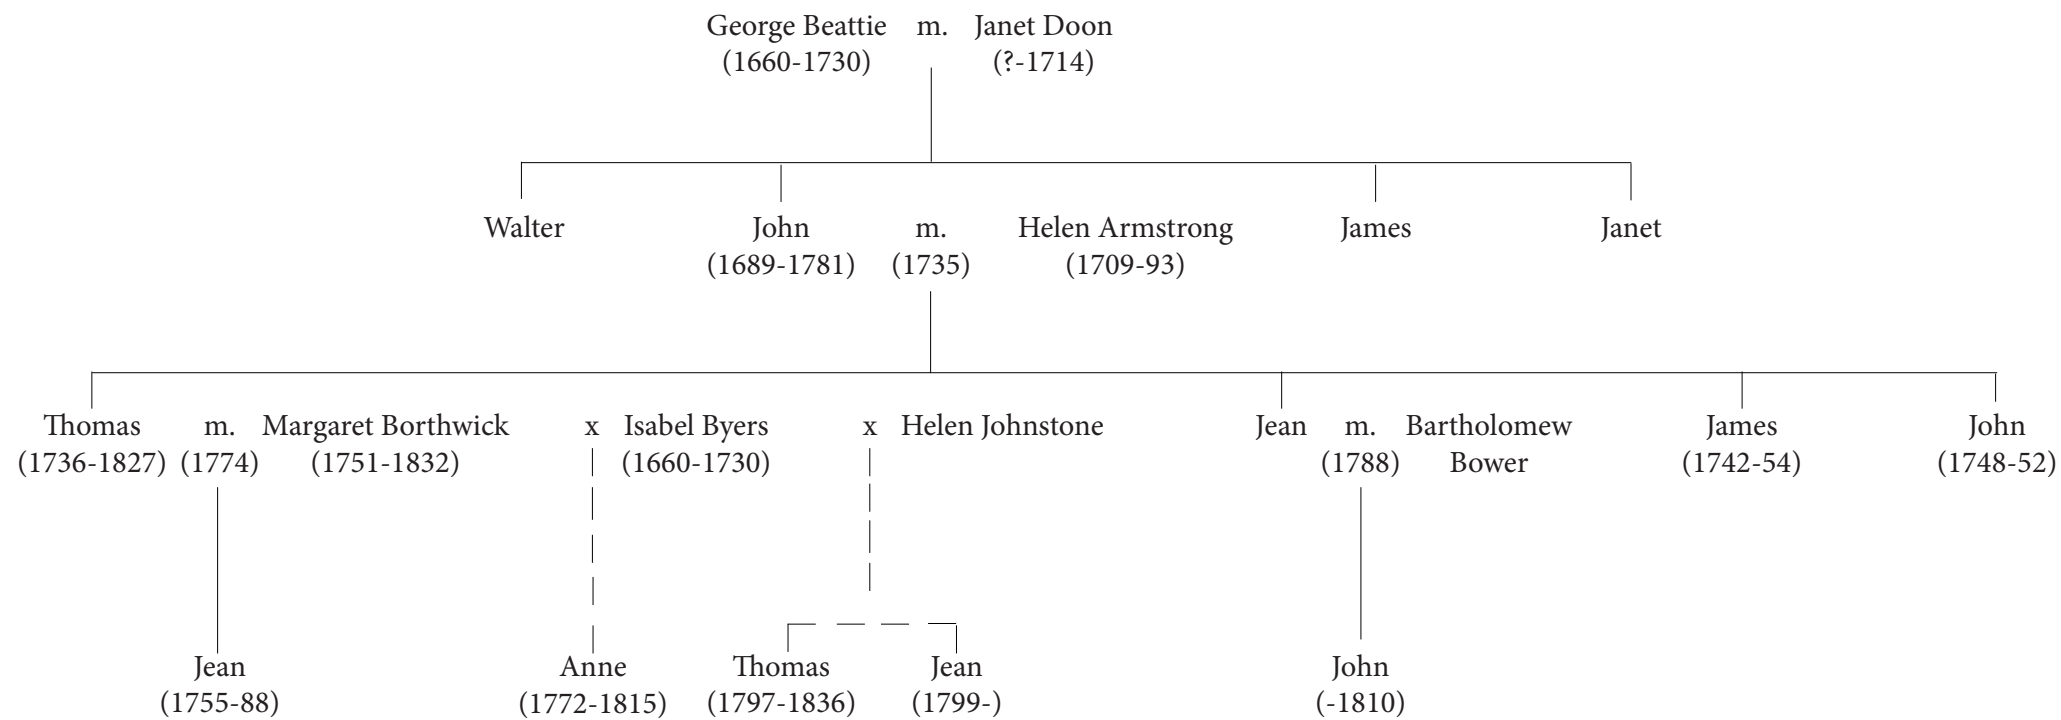 George Beattie m. Janet Doon
(1660-1730) (?-1714)
Walter John m. Helen Armstrong James Janet
(1689-1781) (1735) (1709-93)
Thomas m. Margaret Borthwick x Isabel Byers x Helen Johnstone Jean m. Bartholomew James John
(1736-1827) (1774) (1751-1832) (1660-1730) (1788) Bower (1742-54) (1748-52)
Jean Anne Thomas Jean John
(1755-88) (1772-1815) (1797-1836) (1799-) (-1810)